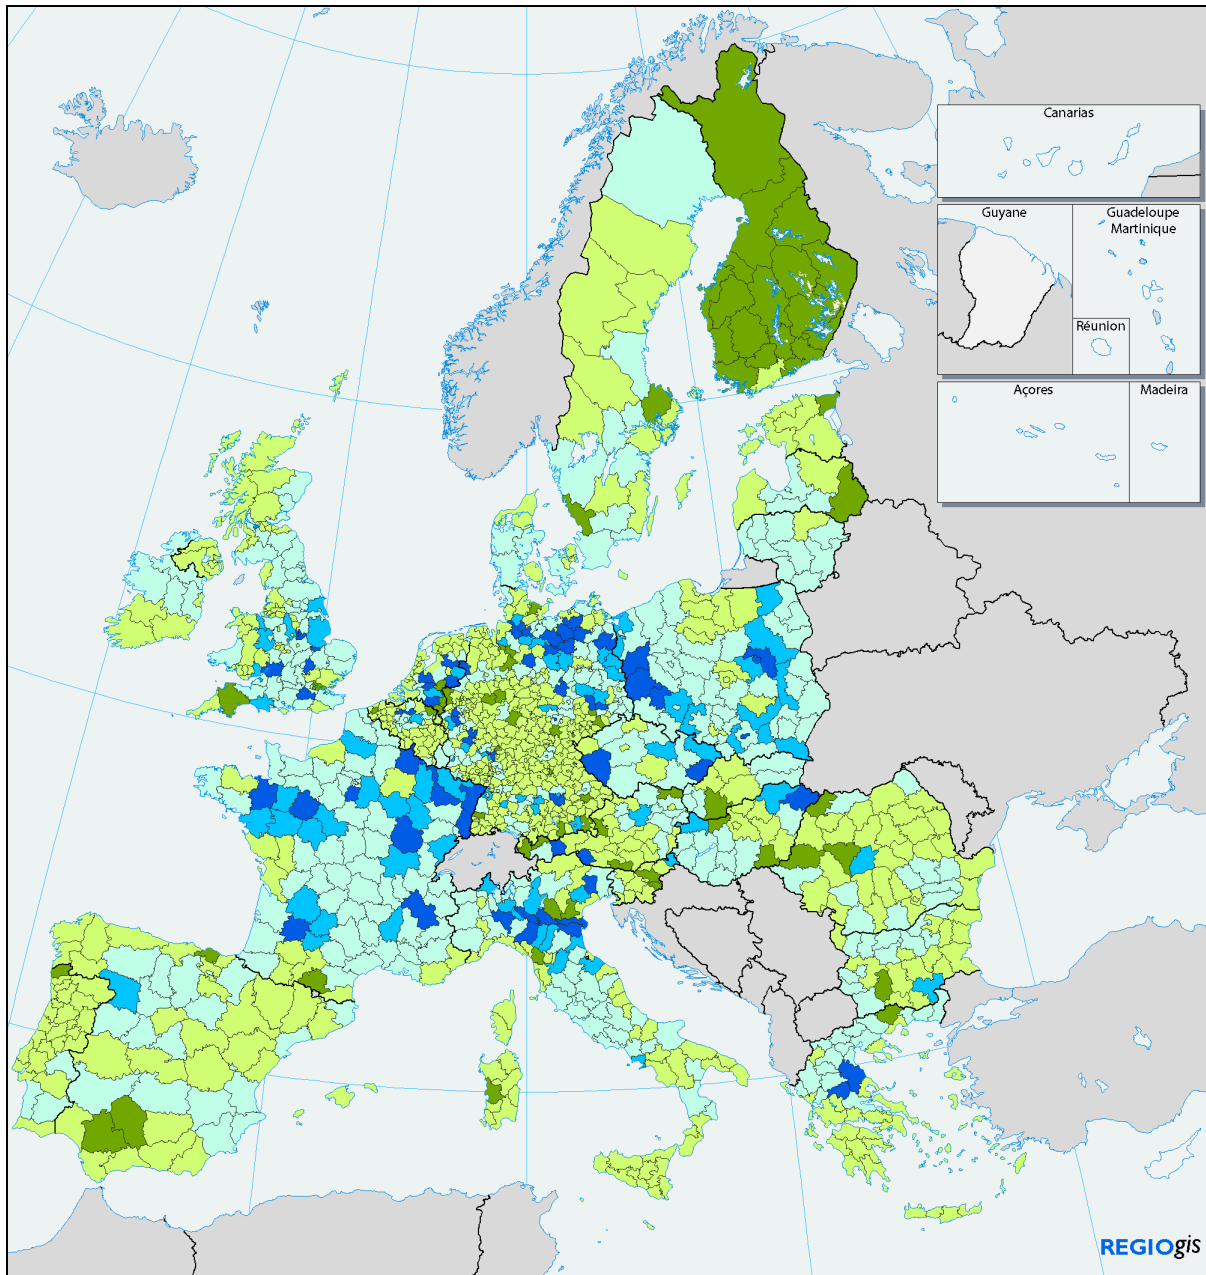 Canarias
Guyane
Guadeloupe
Martinique
Réunion
Açores
Madeira
REGIOgis